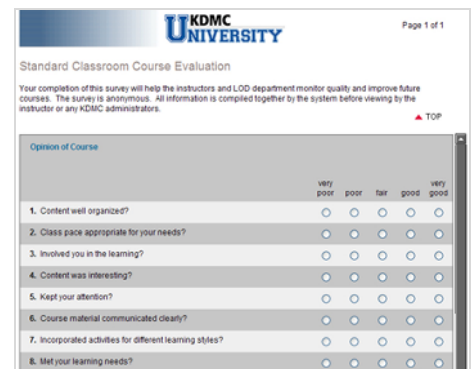 KDMC
UNIVERSITY
Page 1 of 1
Standard Classroom Course Evaluation
Your completion of this survey will help the instructors and LOD department monitor quality and improve future
courses. The survey is anonymous. All information is compiled together by the system before viewing by the
instructor or any KDMC administrators.
TOP
Opinion of Course
very poor poor fair good very good
1. Content well organized?
2. Class pace appropriate for your needs?
3. Involved you in the learning?
4. Content was interesting?
5. Kept your attention?
6. Course material communicated clearly?
7. Incorporated activities for different learning styles?
8. Met your learning needs?